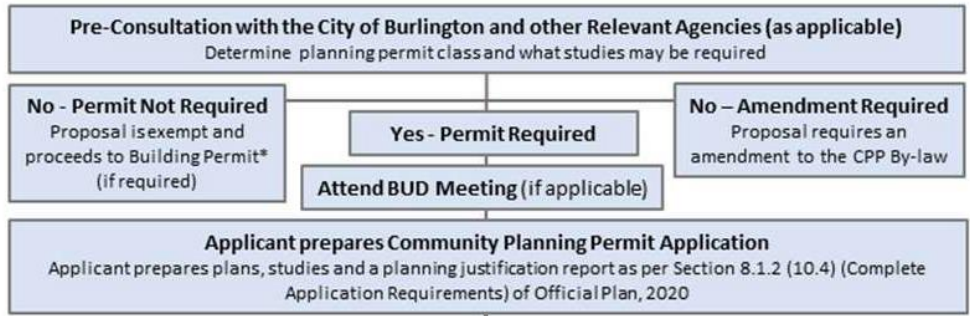 Pre-Consultation with the City of Burlington and other Relevant Agencies (as applicable)
Determine planning permit class and what studies may be required
No - Permit Not Required
Proposal is exempt and
proceeds to Building Permit*
(if required)
Yes - Permit Required
No – Amendment Required
Proposal requires an
amendment to the CPP By-law
Attend BUD Meeting (if applicable)
Applicant prepares Community Planning Permit Application
Applicant prepares plans, studies and a planning justification report as per Section 8.1.2 (10.4) (Complete
Application Requirements) of Official Plan, 2020